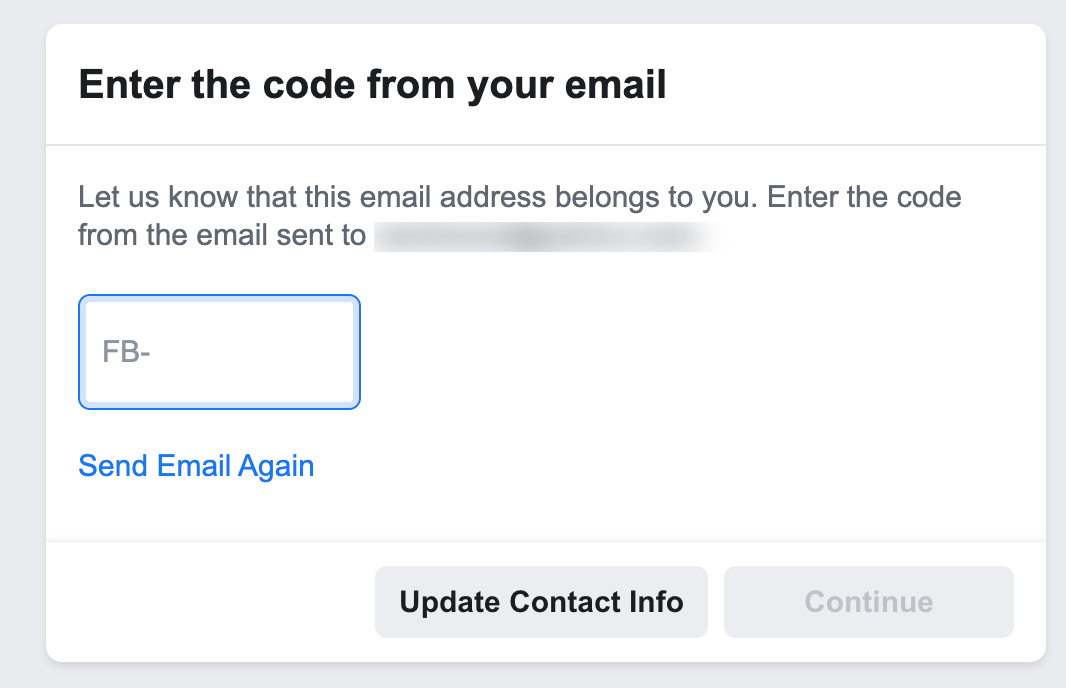 Enter the code from your email
Let us know that this email address belongs to you. Enter the code
from the email sent to
FB-
Send Email Again
Update Contact Info
Continue